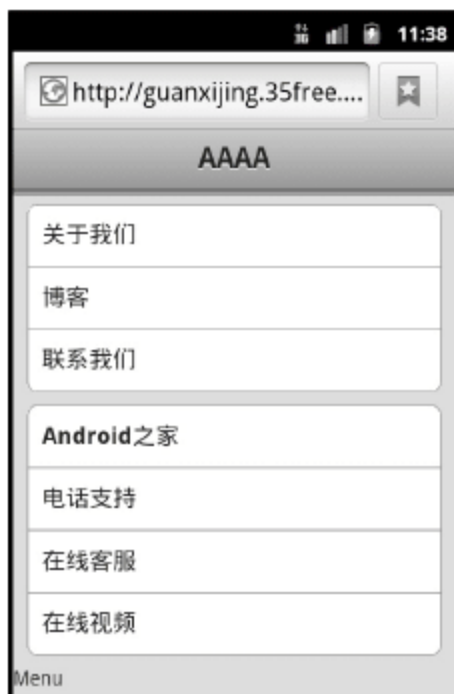 3G 11:38
http://guanxijing.35free....
AAAA
关于我们
博客
联系我们
Android之家
电话支持
在线客服
在线视频
Menu